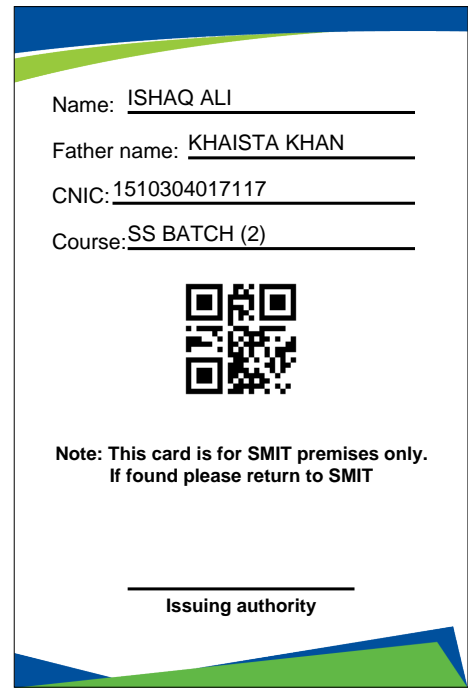 Name: ISHAQ ALI
Father name: KHAISTA KHAN
CNIC: 1510304017117
Course: SS BATCH (2)
Note: This card is for SMIT premises only.
If found please return to SMIT
Issuing authority